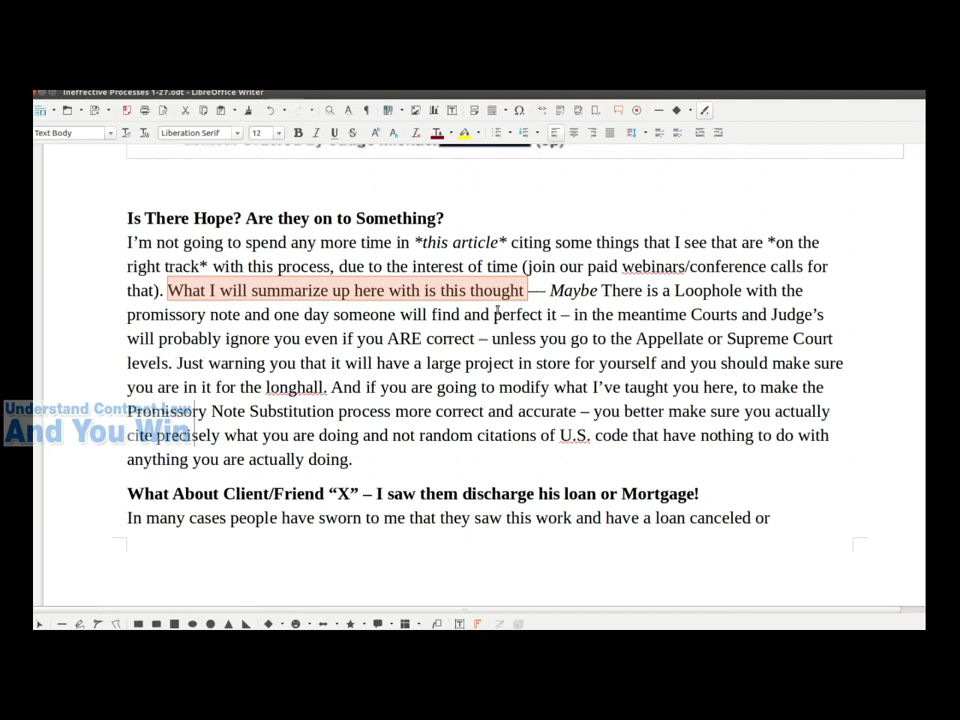 Ineffective Processes 1-27.odt - LibreOffice Writer
Text Body
Liberation Serif
12
Is There Hope? Are they on to Something?
I'm not going to spend any more time in *this article* citing some things that I see that are *on the
right track* with this process, due to the interest of time (join our paid webinars/conference calls for
that). What I will summarize up here with is this thought — Maybe There is a Loophole with the
promissory note and one day someone will find and perfect it – in the meantime Courts and Judge's
will probably ignore you even if you ARE correct – unless you go to the Appellate or Supreme Court
levels. Just warning you that it will have a large project in store for yourself and you should make sure
you are in it for the longhall. And if you are going to modify what I've taught you here, to make the
Promissory Note Substitution process more correct and accurate – you better make sure you actually
cite precisely what you are doing and not random citations of U.S. code that have nothing to do with
anything you are actually doing.
Understand Contract Law
And You Win
What About Client/Friend “X” – I saw them discharge his loan or Mortgage!
In many cases people have sworn to me that they saw this work and have a loan canceled or